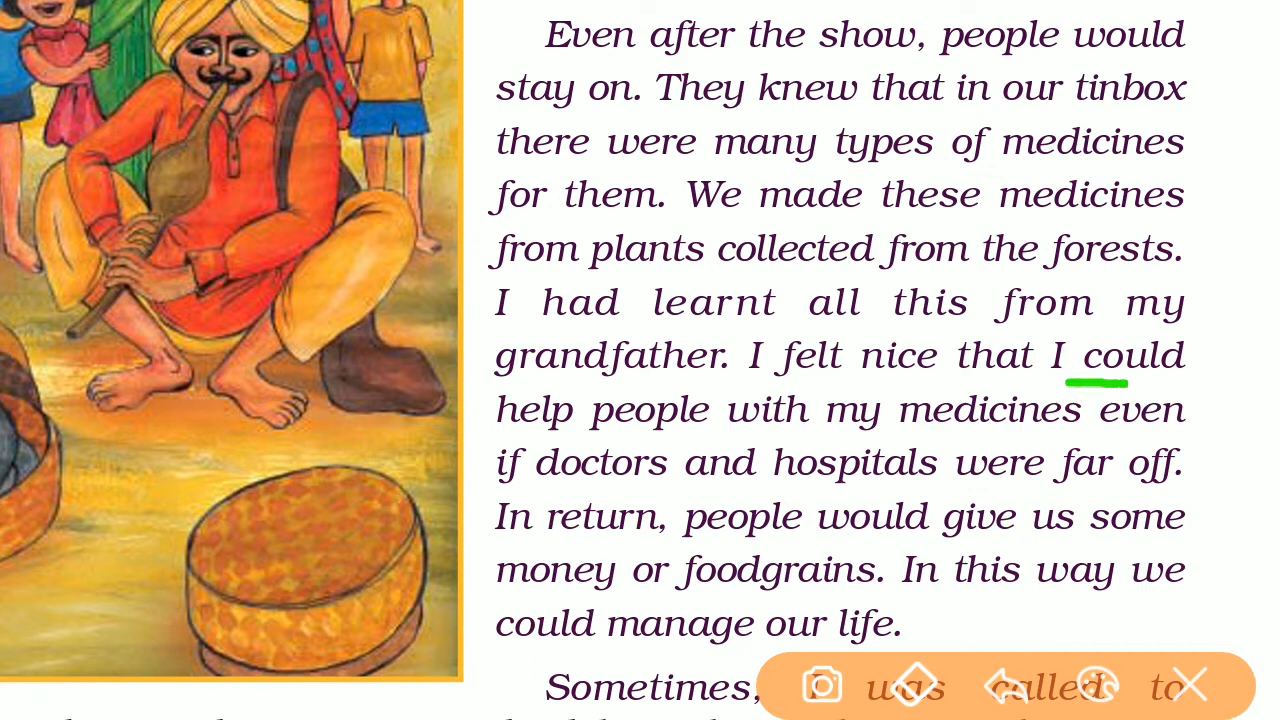 Even after the show, people would
stay on. They knew that in our tinbox
there were many types of medicines
for them. We made these medicines
from plants collected from the forests.
I had learnt all this from my
grandfather. I felt nice that I could
help people with my medicines even
if doctors and hospitals were far off.
In return, people would give us some
money or foodgrains. In this way we
could manage our life.
Sometimes, I was called to